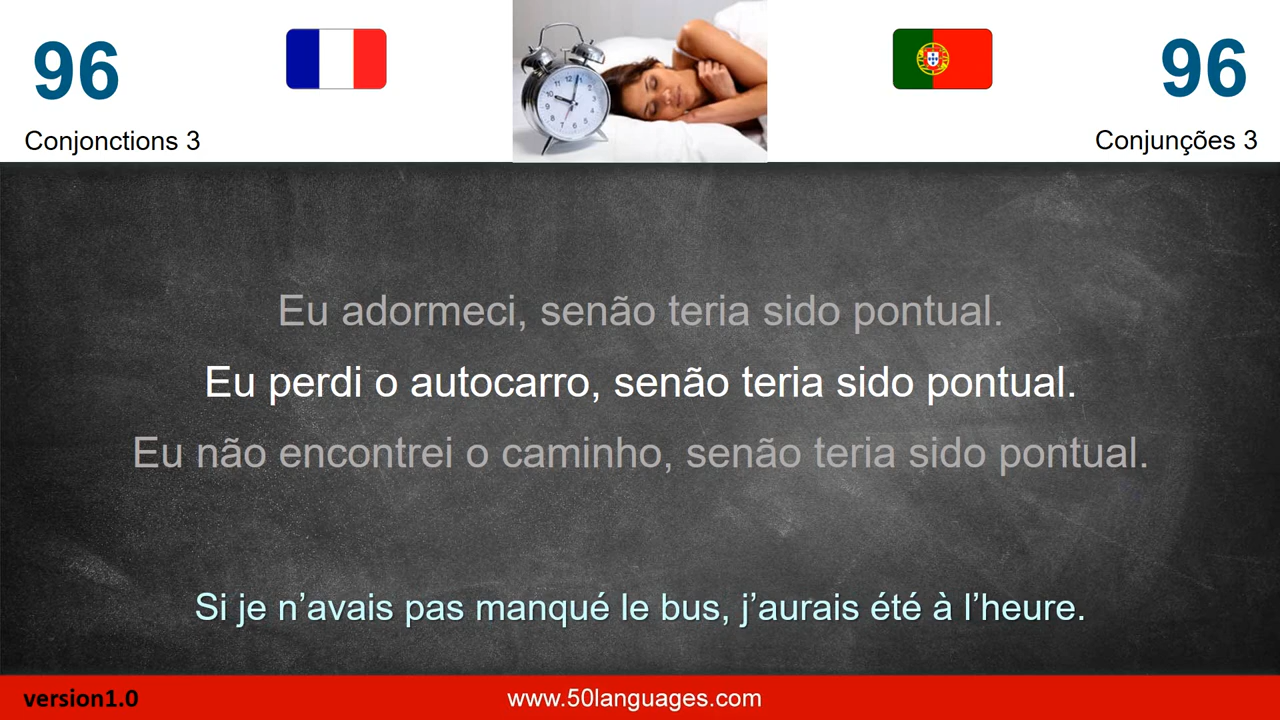 96
96
Conjonctions 3
Conjunções 3
Eu adormeci, senão teria sido pontual.
Eu perdi o autocarro, senão teria sido pontual.
Eu não encontrei o caminho, senão teria sido pontual.
Si je n’avais pas manqué le bus, j’aurais été à l’heure.
version1.0
www.50languages.com